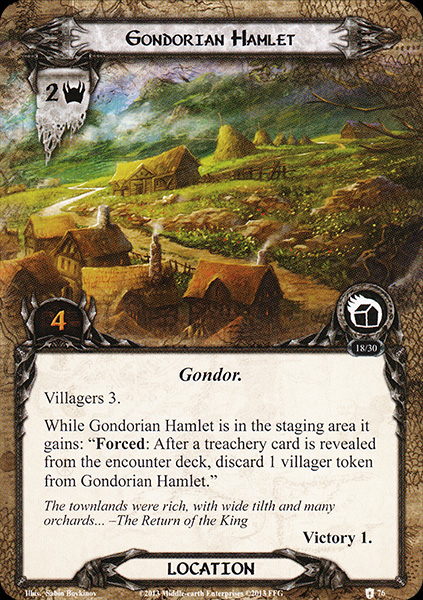 Gondorian Hamlet
2
4
18/30
Gondor.
Villagers 3.
While Gondorian Hamlet is in the staging area it
gains: “Forced: After a treachery card is revealed
from the encounter deck, discard 1 villager token
from Gondorian Hamlet.”
The townlands were rich, with wide tilth and many
orchards... –The Return of the King
Victory 1.
LOCATION
Illus. Sabin Boykinov
©2013 Middle-earth Enterprises ©2013 FFG
76